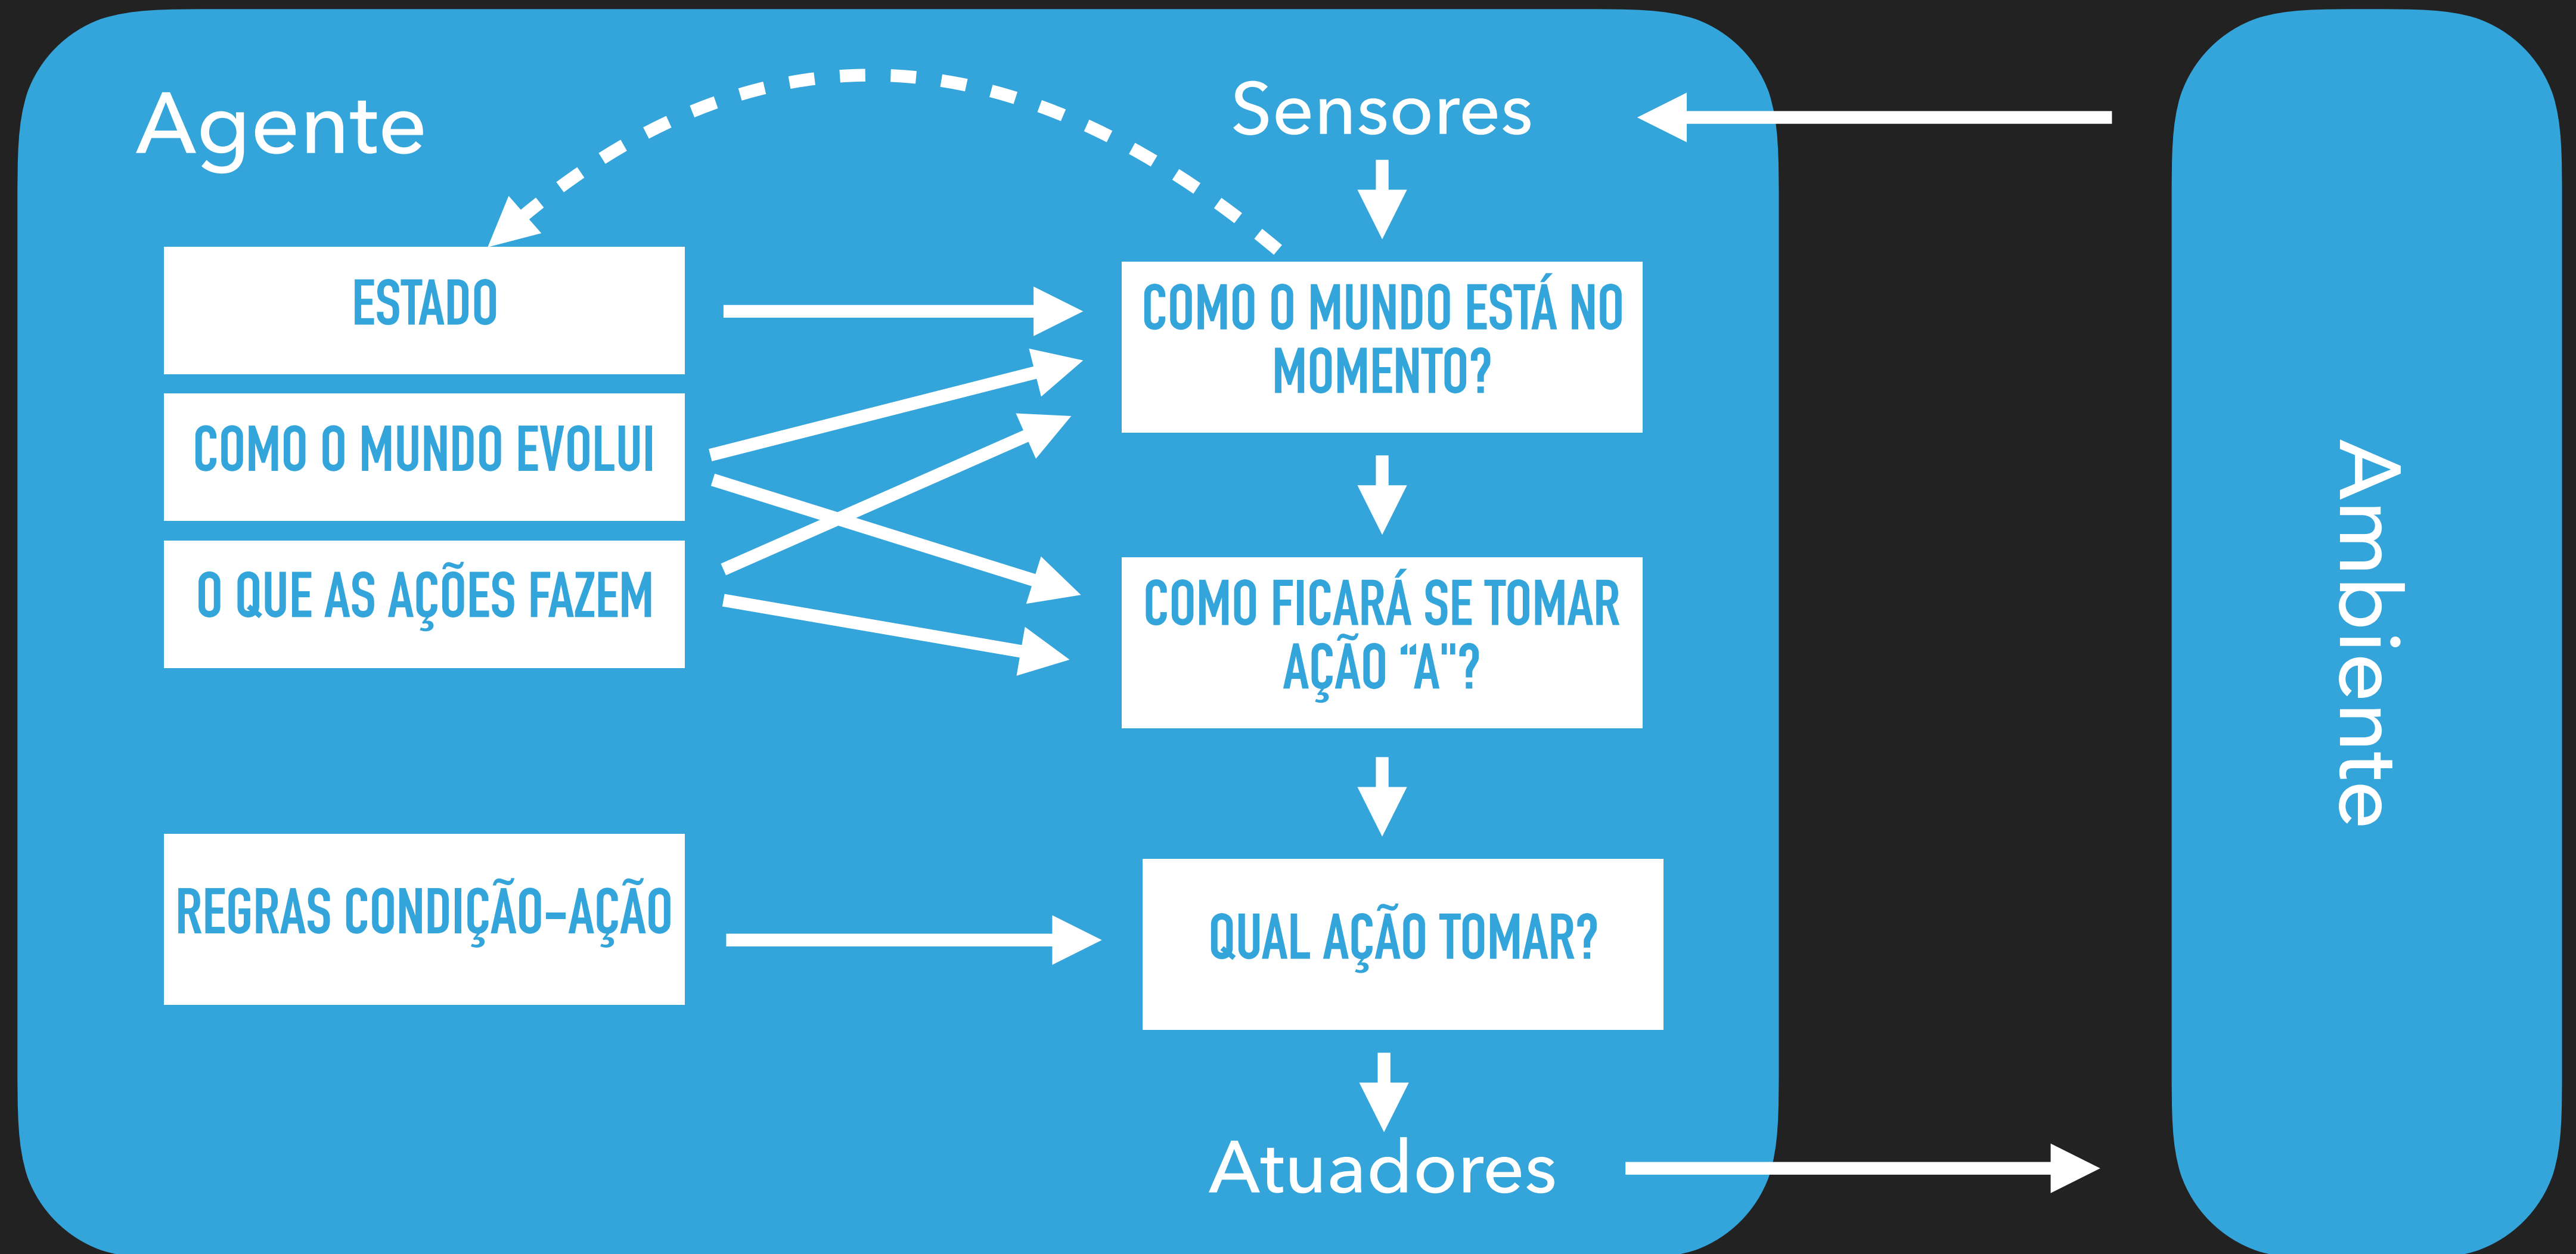 Agente
Sensores
ESTADO
COMO O MUNDO EVOLUI
O QUE AS AÇÕES FAZEM
REGRAS CONDIÇÃO-AÇÃO
COMO O MUNDO ESTÁ NO
MOMENTO?
COMO FICARÁ SE TOMAR
AÇÃO “A"?
QUAL AÇÃO TOMAR?
Atuadores
Ambiente